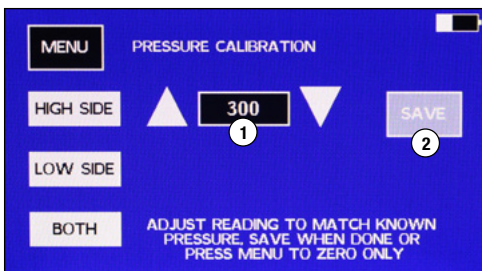 MENU
PRESSURE CALIBRATION
HIGH SIDE
300
SAVE
1
2
LOW SIDE
BOTH
ADJUST READING TO MATCH KNOWN
PRESSURE, SAVE WHEN DONE OR
PRESS MENU TO ZERO ONLY